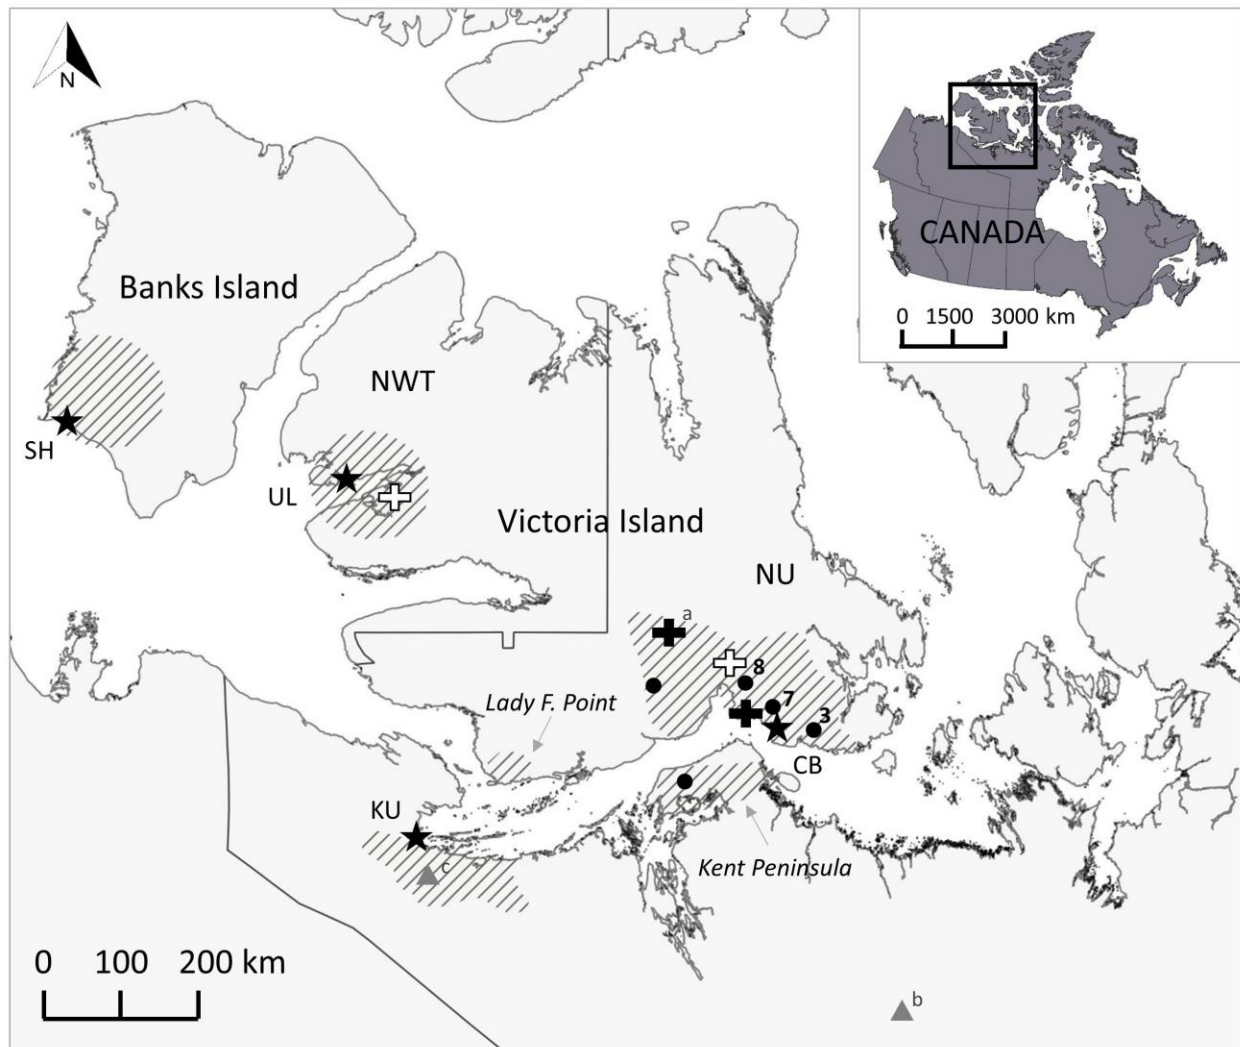 N
CANADA
0 1500 3000 km
Banks Island
NWT
SH
UL
Victoria Island
NU
a
8
Lady F. Point
7
3
CB
KU
c
Kent Peninsula
0 100 200 km
b